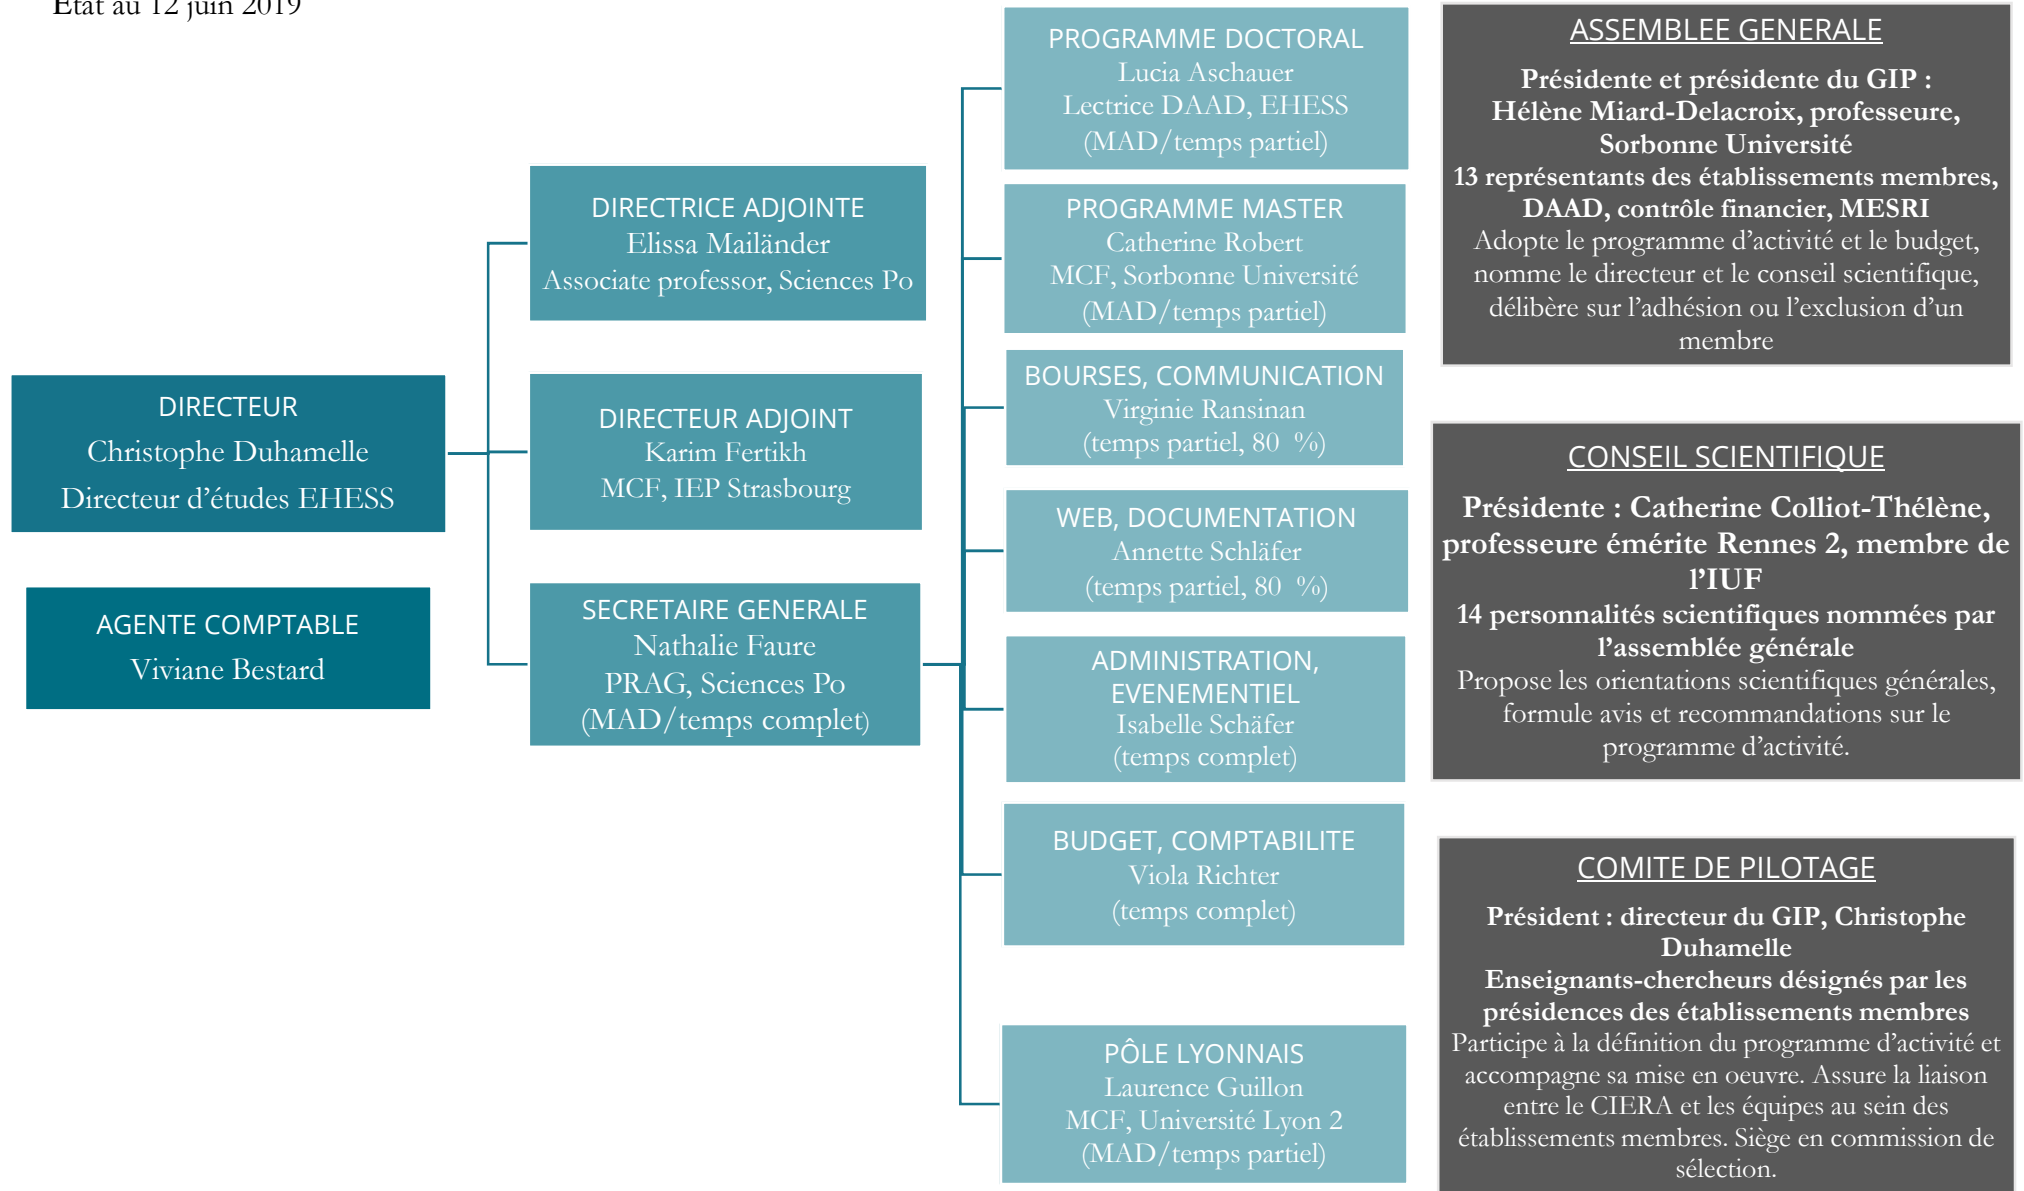 Etat au 12 juin 2019
DIRECTEUR
Christophe Duhamelle
Directeur d'études EHESS
AGENTE COMPTABLE
Viviane Bestard
DIRECTRICE ADJOINTE
Elissa Mailänder
Associate professor, Sciences Po
DIRECTEUR ADJOINT
Karim Fertikh
MCF, IEP Strasbourg
SECRETAIRE GENERALE
Nathalie Faure
PRAG, Sciences Po
(MAD/temps complet)
PROGRAMME DOCTORAL
Lucia Aschauer
Lectrice DAAD, EHESS
(MAD/temps partiel)
PROGRAMME MASTER
Catherine Robert
MCF, Sorbonne Université
(MAD/temps partiel)
BOURSES, COMMUNICATION
Virginie Ransinan
(temps partiel, 80 %)
WEB, DOCUMENTATION
Annette Schläfer
(temps partiel, 80 %)
ADMINISTRATION,
EVENEMENTIEL
Isabelle Schäfer
(temps complet)
BUDGET, COMPTABILITE
Viola Richter
(temps complet)
PÔLE LYONNAIS
Laurence Guillon
MCF, Université Lyon 2
(MAD/temps partiel)
ASSEMBLEE GENERALE
Présidente et présidente du GIP :
Hélène Miard-Delacroix, professeure,
Sorbonne Université
13 représentants des établissements membres,
DAAD, contrôle financier, MESRI
Adopte le programme d'activité et le budget,
nomme le directeur et le conseil scientifique,
délibère sur l'adhésion ou l'exclusion d'un
membre
CONSEIL SCIENTIFIQUE
Présidente : Catherine Colliot-Thélène,
professeure émérite Rennes 2, membre de
l'IUF
14 personnalités scientifiques nommées par
l'assemblée générale
Propose les orientations scientifiques générales,
formule avis et recommandations sur le
programme d'activité.
COMITE DE PILOTAGE
Président : directeur du GIP, Christophe
Duhamelle
Enseignants-chercheurs désignés par les
présidences des établissements membres
Participe à la définition du programme d'activité et
accompagne sa mise en oeuvre. Assure la liaison
entre le CIERA et les équipes au sein des
établissements membres. Siège en commission de
sélection.